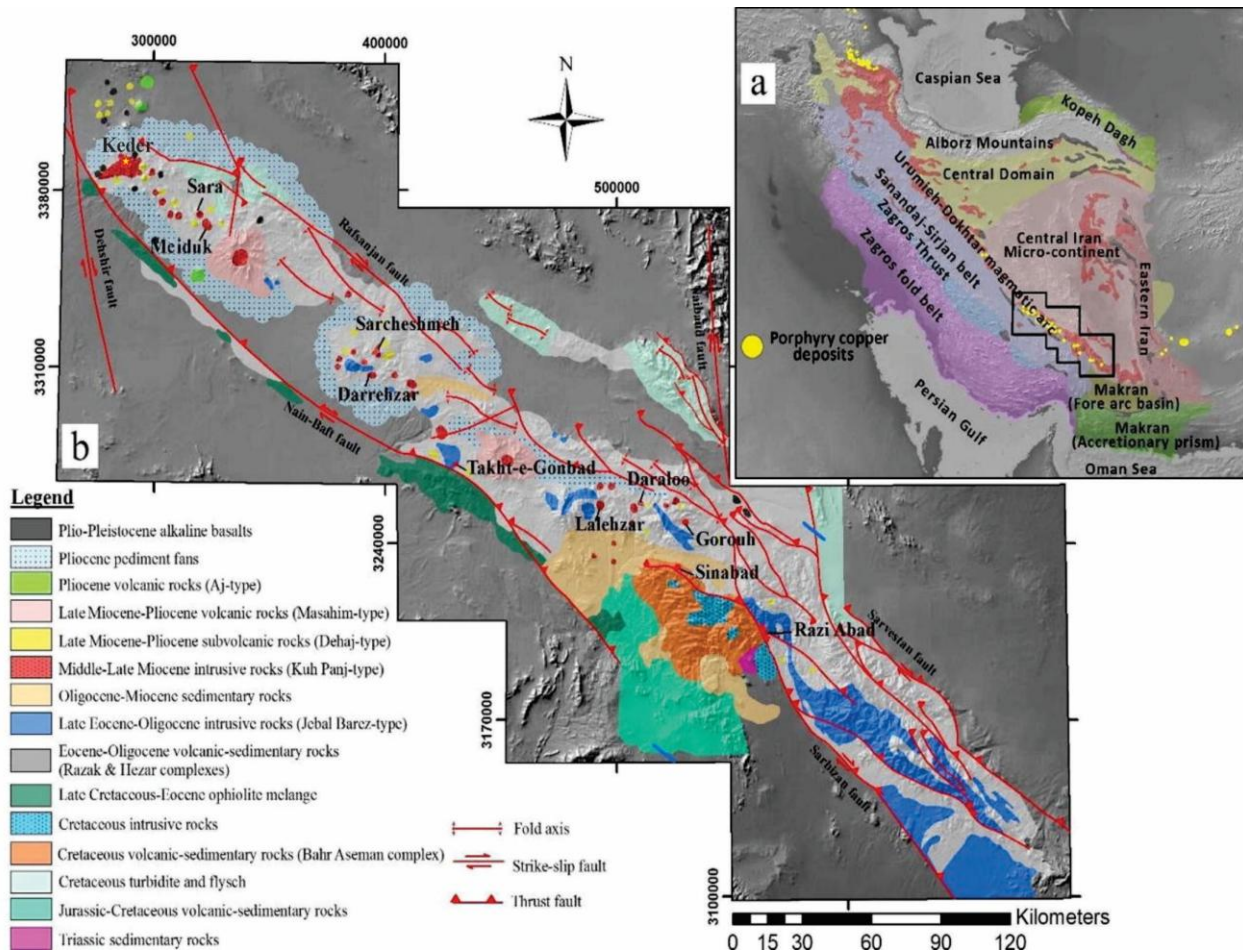 300000
400000
500000
3380000
33100000
3240000
3170000
3100000
N
a
Caspian Sea
Kopeh Dagh
Alborz Mountains
Central Domain
Urumieh-Dokhtar magmatic arc
Sanandaj-Sirjan belt
Zagros Thrust
Zagros fold belt
Central Iran
Micro-continent
Eastern Iran
Porphyry copper
deposits
Persian Gulf
Makran
(Fore arc basin)
Makran
(Accretionary prism)
Oman Sea
b
Keder
Sara
Meiduk
Dehshir fault
Rafsanjan fault
Sarcheshmeh
Darrehzar
Nain-Baft fault
Takht-e-Gonbad
Daraloo
Lalehzar
Gorouh
Sinabad
Razi Abad
Sarvestan fault
Sarbizan fault
Legend
Plio-Pleistocene alkaline basalts
Pliocene pediment fans
Pliocene volcanic rocks (Aj-type)
Late Miocene-Pliocene volcanic rocks (Masahim-type)
Late Miocene-Pliocene subvolcanic rocks (Dehaj-type)
Middle-Late Miocene intrusive rocks (Kuh Panj-type)
Oligocene-Miocene sedimentary rocks
Late Eocene-Oligocene intrusive rocks (Jebal Barez-type)
Eocene-Oligocene volcanic-sedimentary rocks
(Razak & Hezar complexes)
Late Cretaceous-Eocene ophiolite melange
Cretaceous intrusive rocks
Cretaceous volcanic-sedimentary rocks (Bahr Aseman complex)
Cretaceous turbidite and flysch
Jurassic-Cretaceous volcanic-sedimentary rocks
Triassic sedimentary rocks
Fold axis
Strike-slip fault
Thrust fault
Kilometers
0 15 30 60 90 120